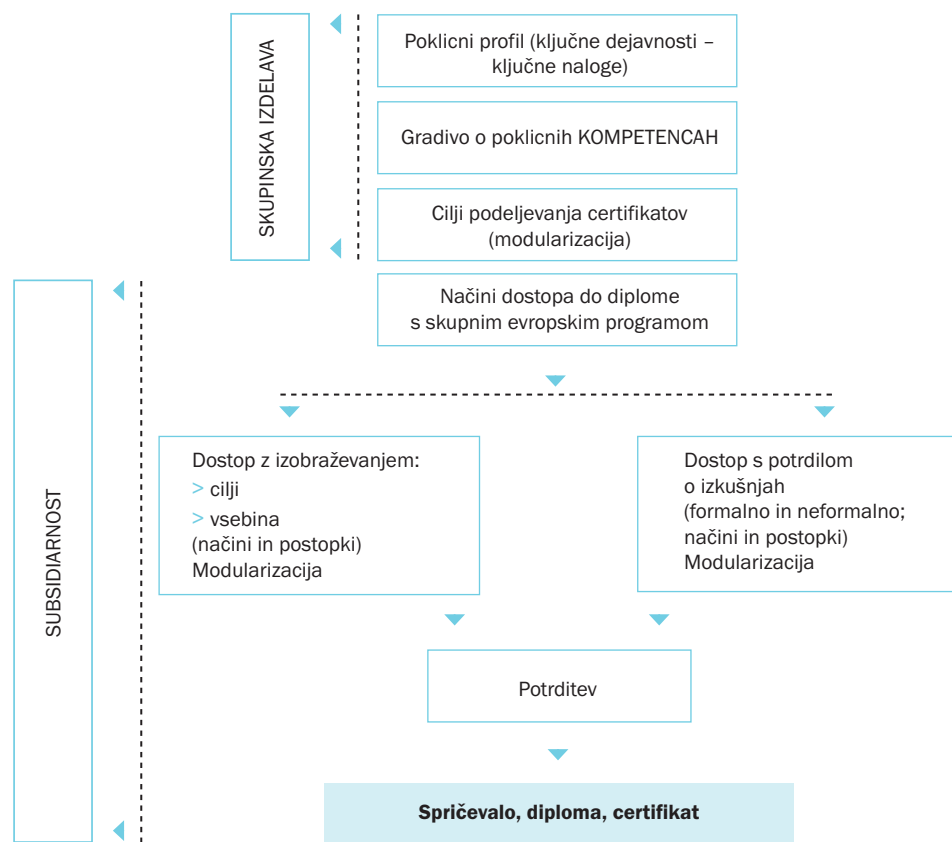 SKUPINSKA IZDELAVA
Poklicni profil (ključne dejavnosti –
ključne naloge)
Gradivo o poklicnih KOMPETENCAH
Cilji podeljevanja certifikatov
(modularizacija)
SUBSIDIARNOST
Načini dostopa do diplome
s skupnim evropskim programom
Dostop z izobraževanjem:
> cilji
> vsebina
(načini in postopki)
Modularizacija
Dostop s potrdilom
o izkušnjah
(formalno in neformalno;
načini in postopki)
Modularizacija
Potrditev
Spričevalo, diploma, certifikat